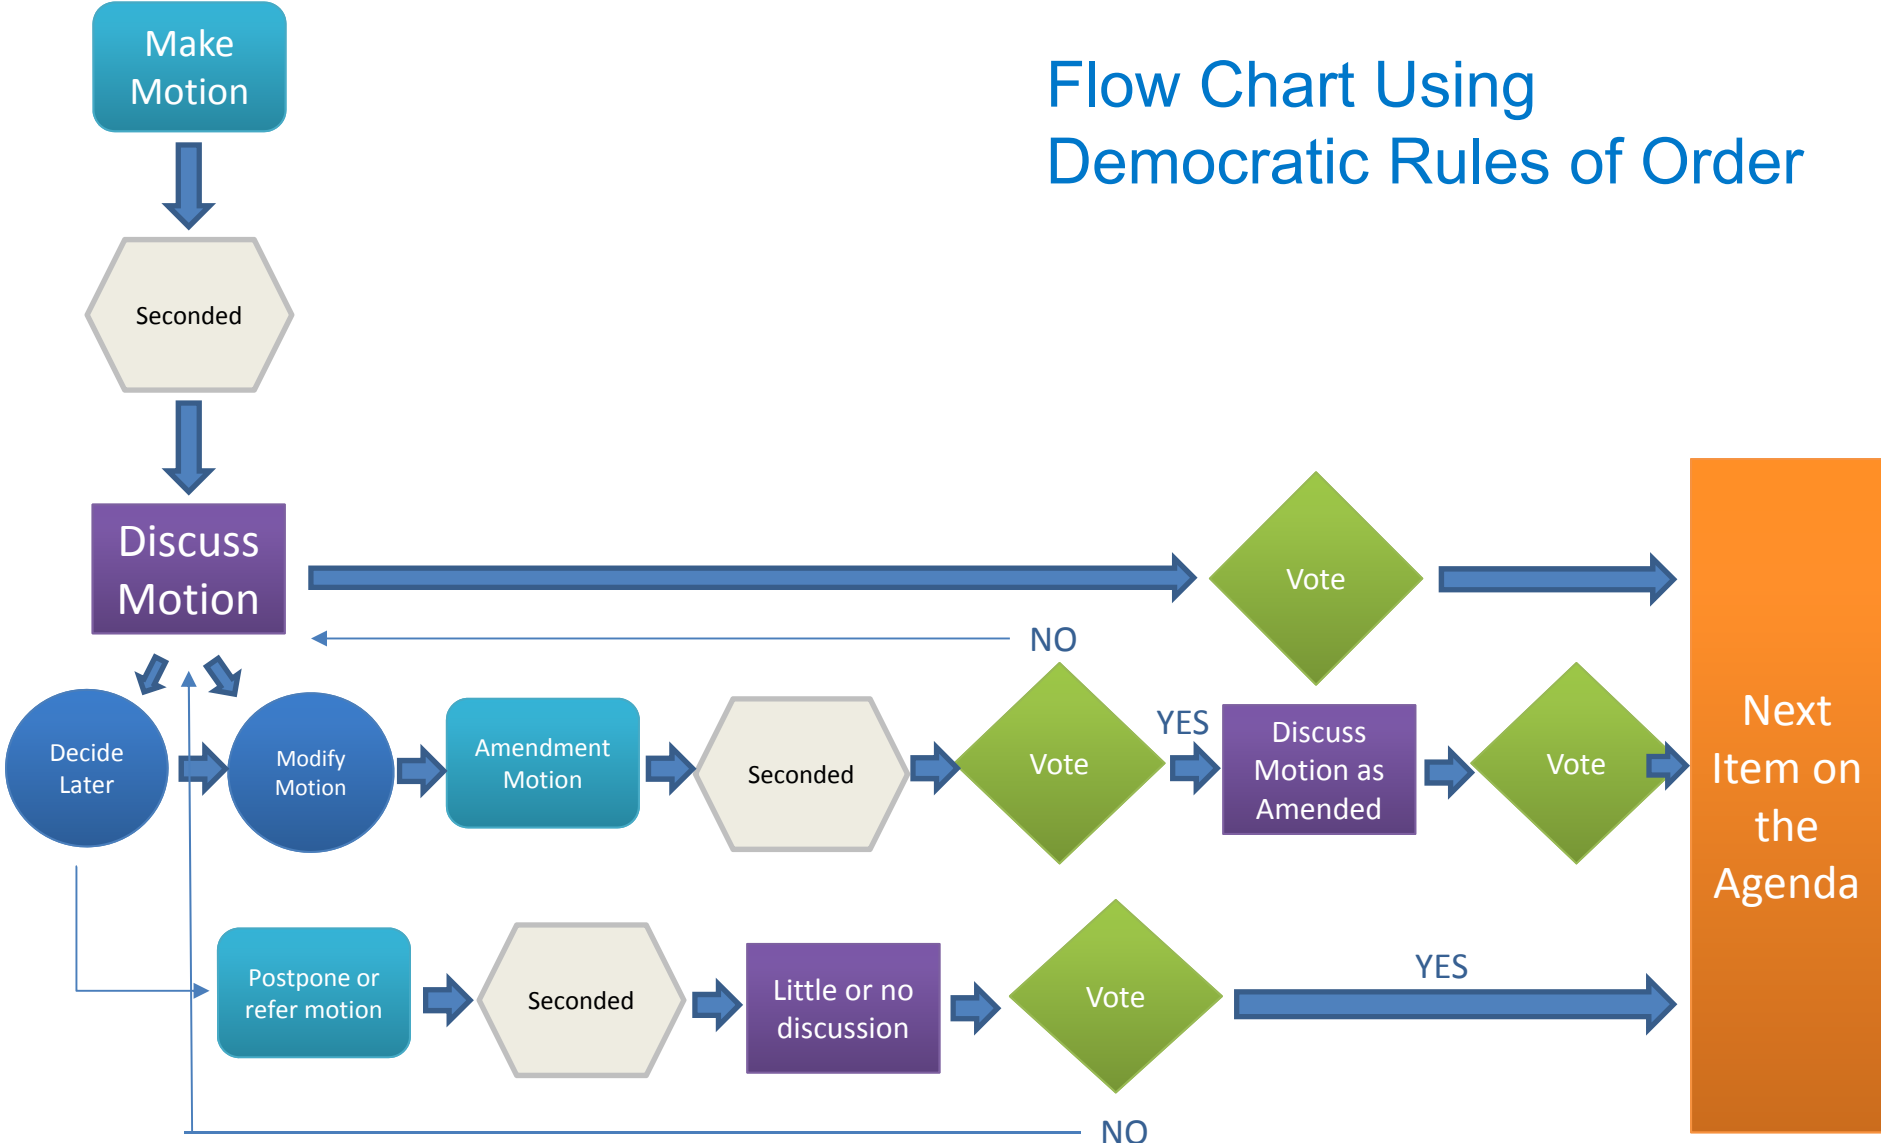 Make
Motion
Flow Chart Using
Democratic Rules of Order
Seconded
Discuss
Motion
Vote
NO
Decide
Later
Modify
Motion
Amendment
Motion
Seconded
Vote
YES
Discuss
Motion as
Amended
Vote
Next
Item on
the
Agenda
Postpone or
refer motion
Seconded
Little or no
discussion
Vote
YES
NO